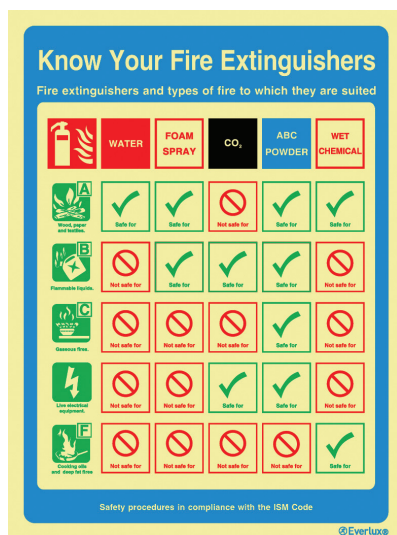 Know Your Fire Extinguishers
Fire extinguishers and types of fire to which they are suited
WATER
FOAM
SPRAY
CO₂
ABC
POWDER
WET
CHEMICAL
A
Wood, paper
and textiles.
Safe for
Safe for
Not safe for
Safe for
Safe for
B
Flammable liquids.
Not safe for
Safe for
Safe for
Safe for
Not safe for
C
Gaseous fires.
Not safe for
Not safe for
Not safe for
Safe for
Not safe for
Live electrical
equipment.
Not safe for
Not safe for
Safe for
Safe for
Not safe for
F
Cooking oils
and deep fat fires
Not safe for
Not safe for
Not safe for
Not safe for
Safe for
Safety procedures in compliance with the ISM Code
Everlux®